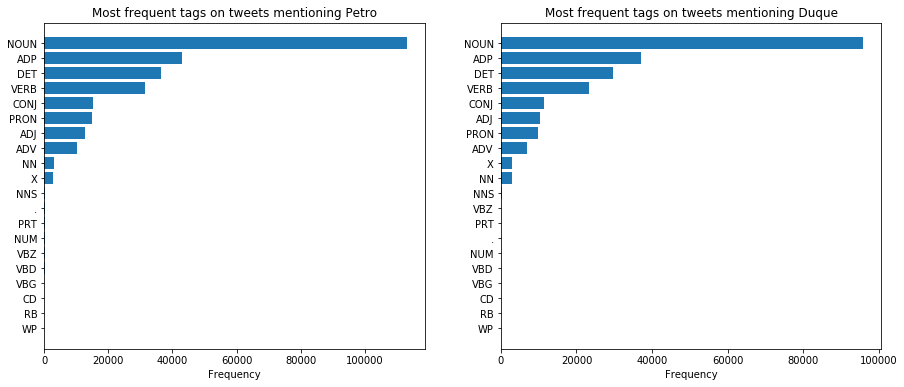 Most frequent tags on tweets mentioning Petro
NOUN
ADP
DET
VERB
CONJ
PRON
ADJ
ADV
NN
X
NNS
.
PRT
NUM
VBZ
VBD
VBG
CD
RB
WP
0 20000 40000 60000 80000 100000
Frequency
Most frequent tags on tweets mentioning Duque
NOUN
ADP
DET
VERB
CONJ
ADJ
PRON
ADV
X
NN
NNS
VBZ
PRT
.
NUM
VBD
VBG
CD
RB
WP
0 20000 40000 60000 80000 100000
Frequency